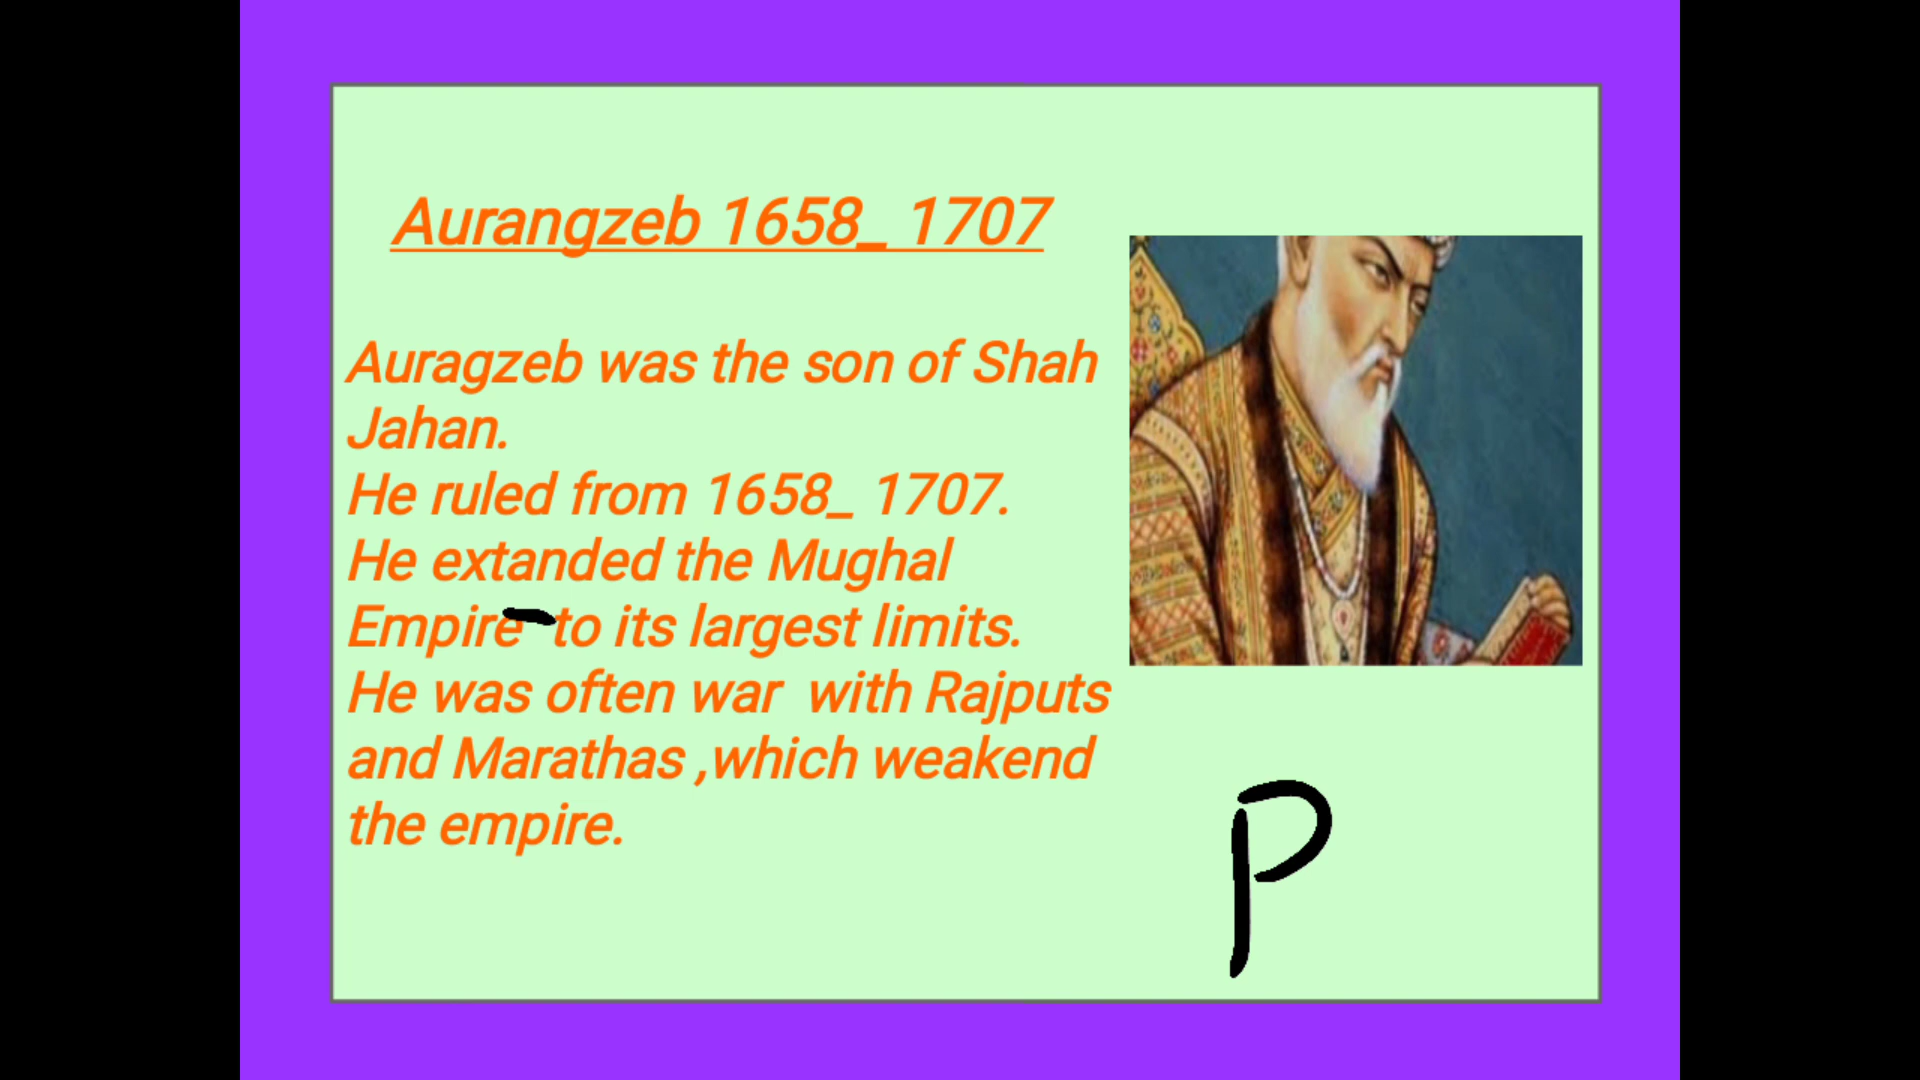 Aurangzeb 1658_ 1707
Auragzeb was the son of Shah
Jahan.
He ruled from 1658_ 1707.
He extanded the Mughal
Empire to its largest limits.
He was often war  with Rajputs
and Marathas ,which weakend
the empire.
P